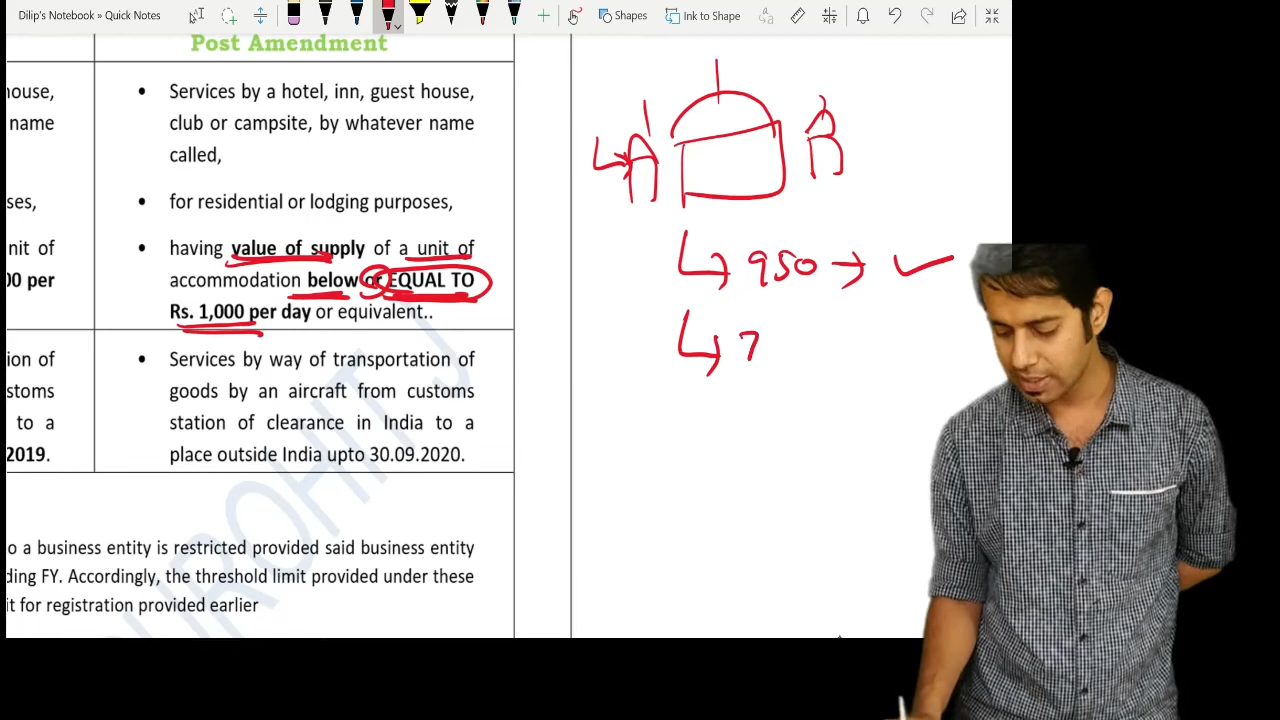 Dilip's Notebook » Quick Notes
Shapes
Ink to Shape
Post Amendment
house,
name
Services by a hotel, inn, guest house,
club or campsite, by whatever name
called,
ses,
for residential or lodging purposes,
nit of
00 per
having value of supply of a unit of
accommodation below or EQUAL TO
Rs. 1,000 per day or equivalent..
950
ion of
stoms
to a
2019.
Services by way of transportation of
goods by an aircraft from customs
station of clearance in India to a
place outside India upto 30.09.2020.
o a business entity is restricted provided said business entity
ding FY. Accordingly, the threshold limit provided under these
it for registration provided earlier
PUROHIT J